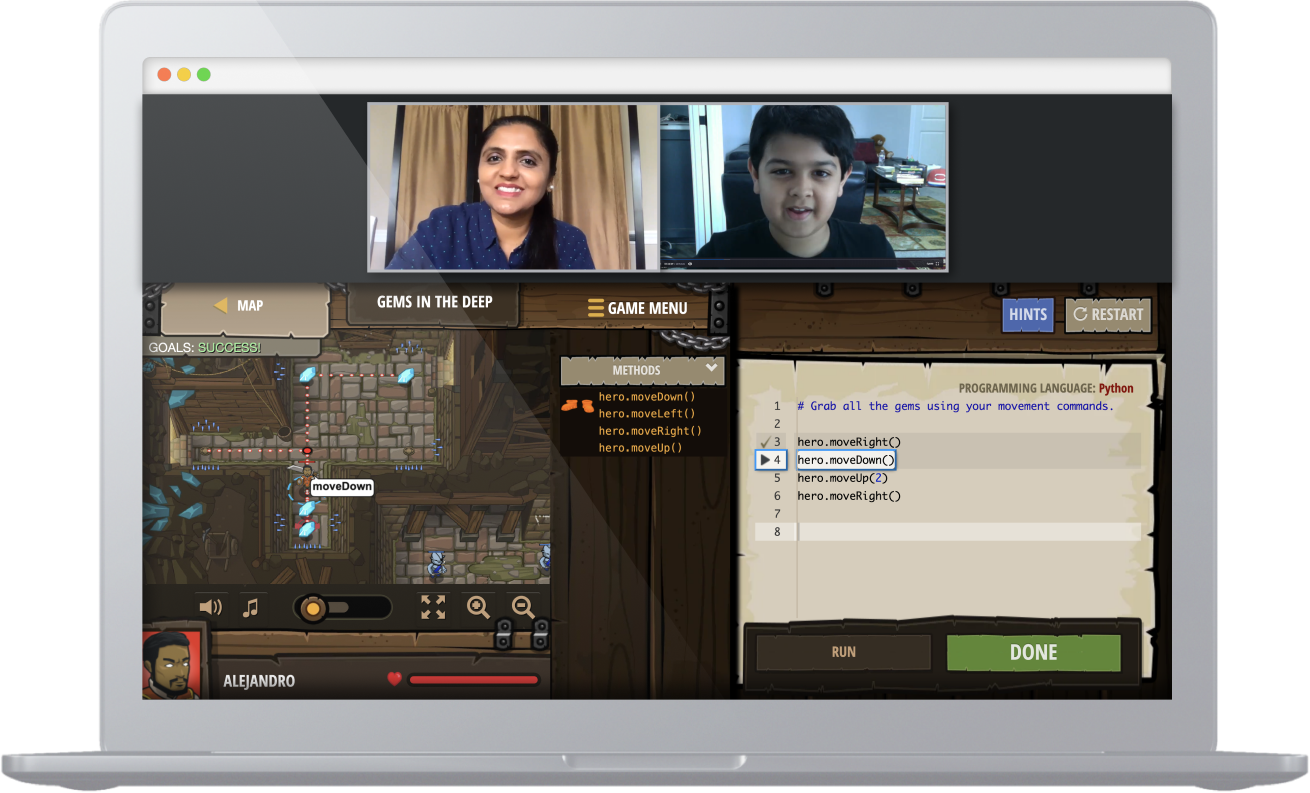 MAP
GEMS IN THE DEEP
GAME MENU
HINTS
RESTART
GOALS: SUCCESS!
METHODS
hero.moveDown()
hero.moveLeft()
hero.moveRight()
hero.moveUp()
moveDown
PROGRAMMING LANGUAGE: Python
1 # Grab all the gems using your movement commands.
2
3 hero.moveRight()
4 hero.moveDown()
5 hero.moveUp(2)
6 hero.moveRight()
7
8
RUN
DONE
ALEJANDRO